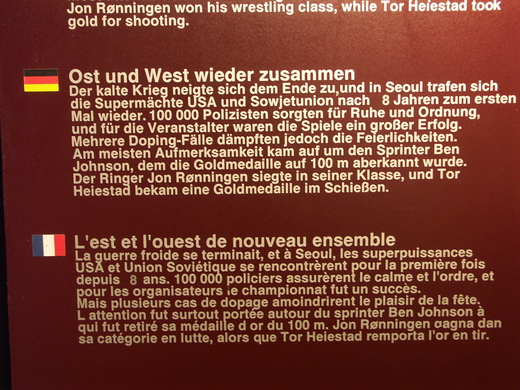 Jon Rønningen won his wrestling class, while Tor Heiestad took
gold for shooting.
Ost und West wieder zusammen
Der kalte Krieg neigte sich dem Ende zu,und in Seoul trafen sich
die Supermächte USA und Sowjetunion nach 8 Jahren zum ersten
Mal wieder. 100 000 Polizisten sorgten für Ruhe und Ordnung,
und für die Veranstalter waren die Spiele ein großer Erfolg.
Mehrere Doping-Fälle dämpften jedoch die Feierlichkeiten.
Am meisten Aufmerksamkeit kam auf um den Sprinter Ben
Johnson, dem die Goldmedaille auf 100 m aberkannt wurde.
Der Ringer Jon Rønningen siegte in seiner Klasse, und Tor
Heiestad bekam eine Goldmedaille im Schießen.
L'est et l'ouest de nouveau ensemble
La guerre froide se terminait, et à Seoul, les superpuissances
USA et Union Soviétique se rencontrèrent pour la première fois
depuis 8 ans. 100 000 policiers assurèrent le calme et l'ordre, et
pour les organisateurs le championnat fut un succès.
Mais plusieurs cas de dopage amoindrirent le plaisir de la fête.
L attention fut surtout portée autour du sprinter Ben Johnson à
qui fut retiré sa médaille d or du 100 m. Jon Rønningen gagna dan
sa catégorie en lutte, alors que Tor Heiestad remporta l'or en tir.